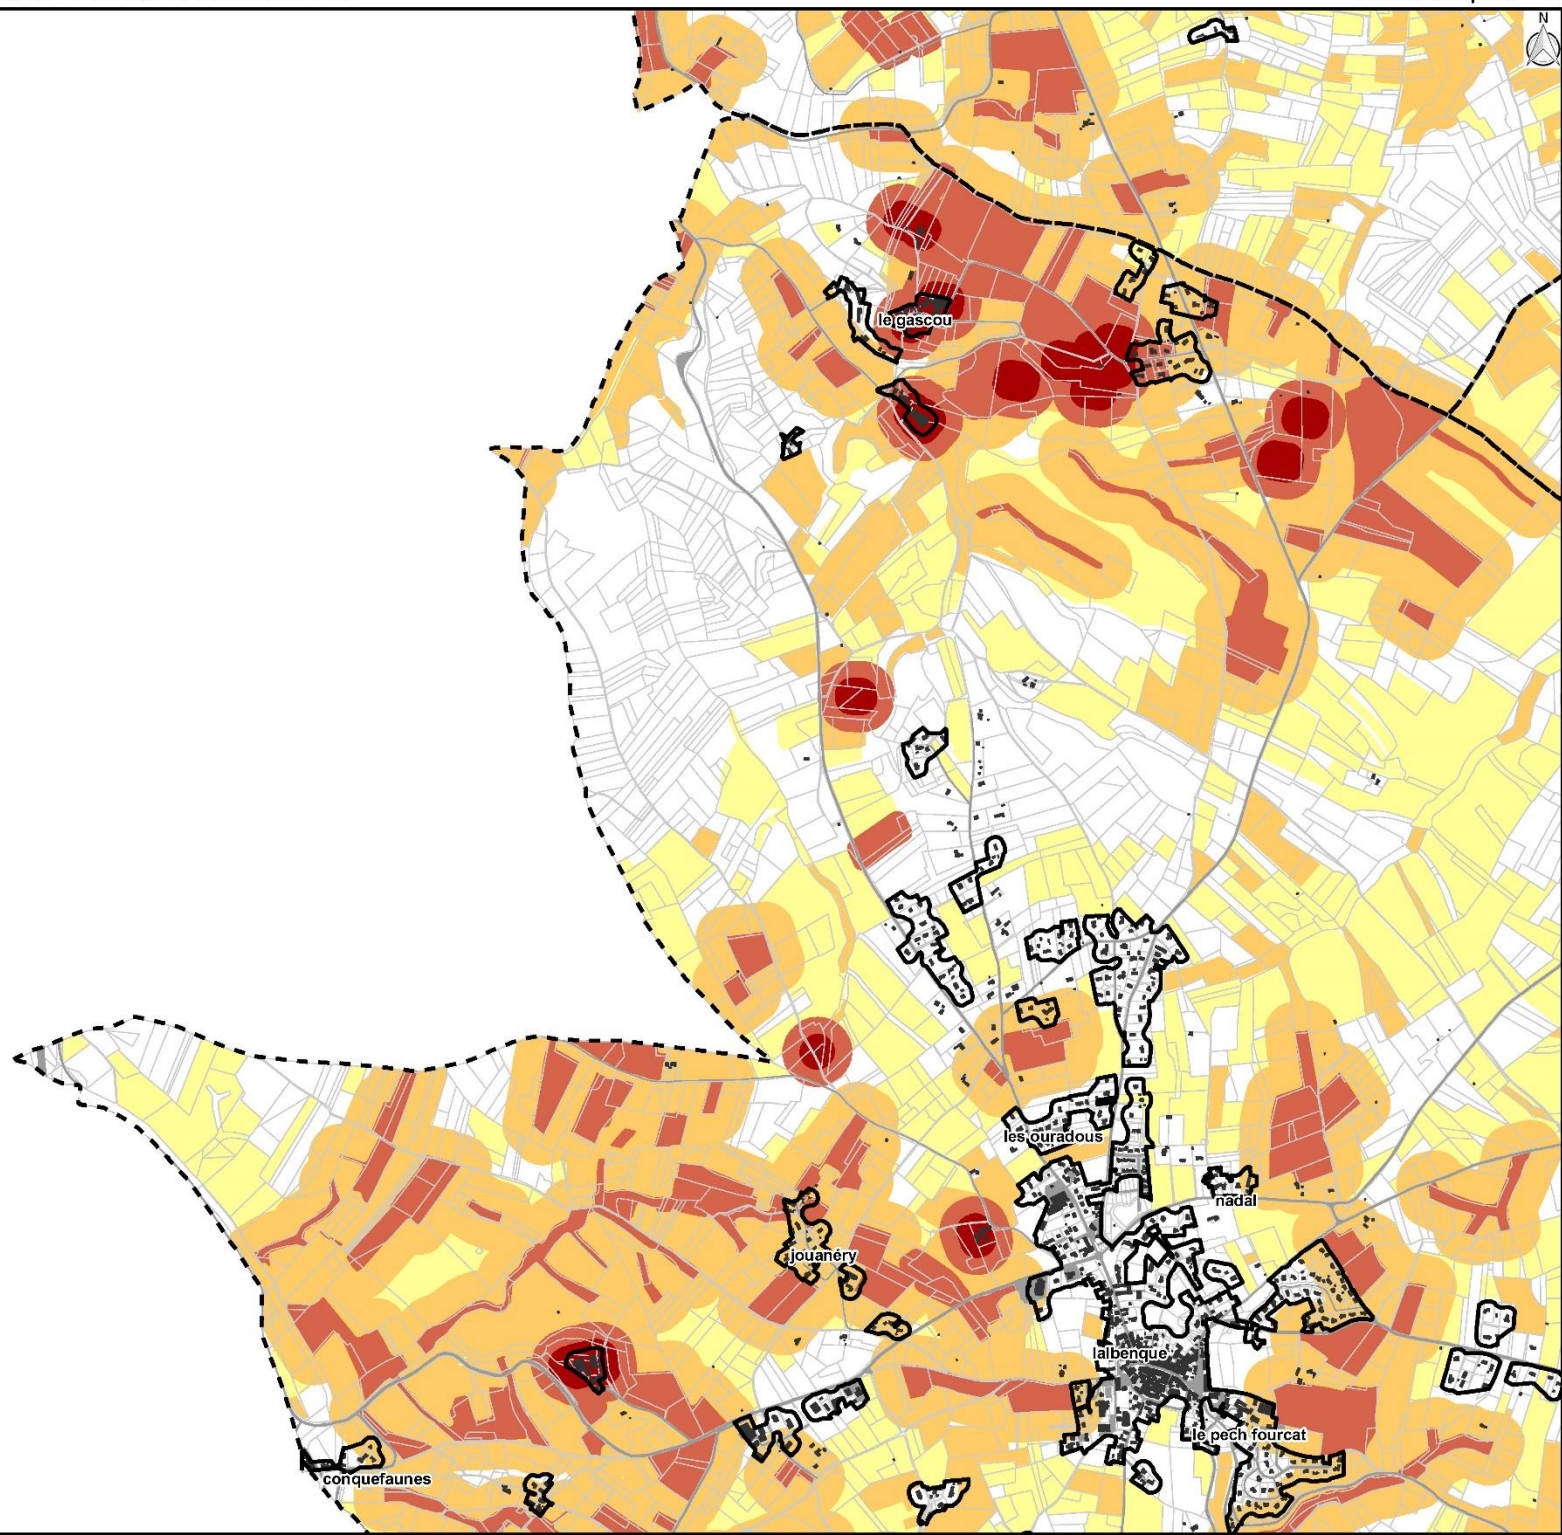 N
le gascou
les ouradous
nadal
jouanéry
lalbenque
le pech fourcat
conquefaunes